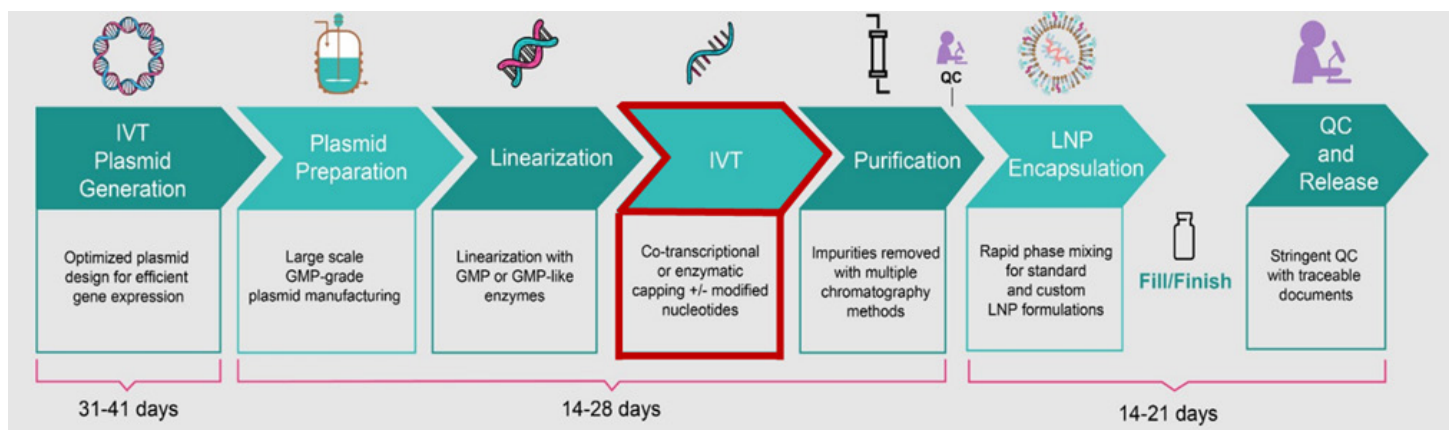 QC
IVT
Plasmid
Generation
Plasmid
Preparation
Linearization
IVT
Purification
LNP
Encapsulation
QC
and
Release
Optimized plasmid
design for efficient
gene expression
Large scale
GMP-grade
plasmid manufacturing
Linearization with
GMP or GMP-like
enzymes
Co-transcriptional
or enzymatic
capping +/- modified
nucleotides
Impurities removed
with multiple
chromatography
methods
Rapid phase mixing
for standard
and custom
LNP formulations
Fill/Finish
Stringent QC
with traceable
documents
31-41 days
14-28 days
14-21 days